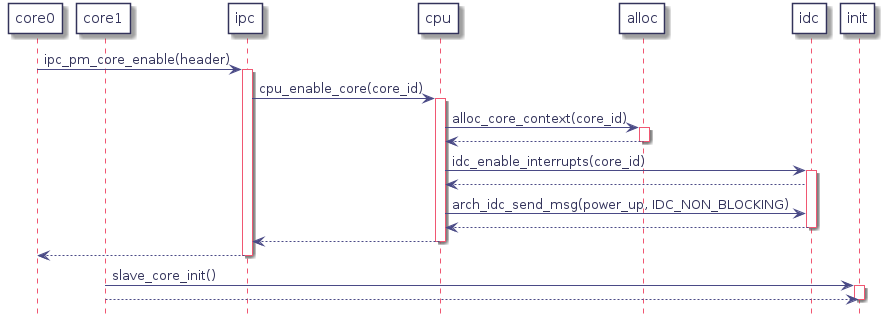 core0 core1 ipc cpu alloc idc init
ipc_pm_core_enable(header)
cpu_enable_core(core_id)
alloc_core_context(core_id)
idc_enable_interrupts(core_id)
arch_idc_send_msg(power_up, IDC_NON_BLOCKING)
slave_core_init()